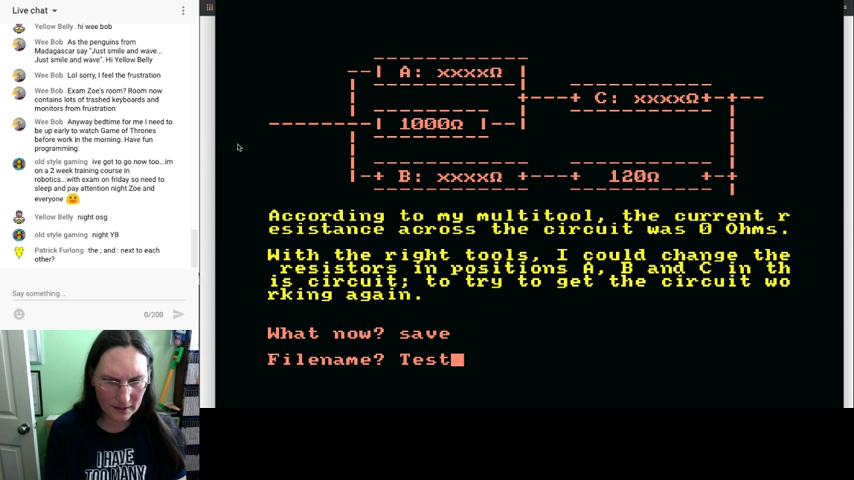 Live chat
Yellow Belly hi wee bob
Wee Bob As the penguins from
Madagascar say "Just smile and wave...
Just smile and wave". Hi Yellow Belly
Wee Bob Lol sorry, I feel the frustration
Wee Bob Exam Zoe's room? Room now
contains lots of trashed keyboards and
monitors from frustration
Wee Bob Anyway bedtime for me I need to
be up early to watch Game of Thrones
before work in the morning. Have fun
programming.
old style gaming ive got to go now too...im
on a 2 week training course in
robotics...with exam on friday so need to
sleep and pay attention night Zoe and
everyone
Yellow Belly night osg
old style gaming night YB
Patrick Furlong the ; and : next to each
other?
Say something...
0/200
I HAVE
TOO MANY
A: xxxxΩ
C: xxxxΩ
1000Ω
B: xxxxΩ
120Ω
According to my multitool, the current r
esistance across the circuit was 0 Ohms.
With the right tools, I could change the
resistors in positions A, B and C in th
is circuit; to try to get the circuit wo
rking again.
What now? save
Filename? Test